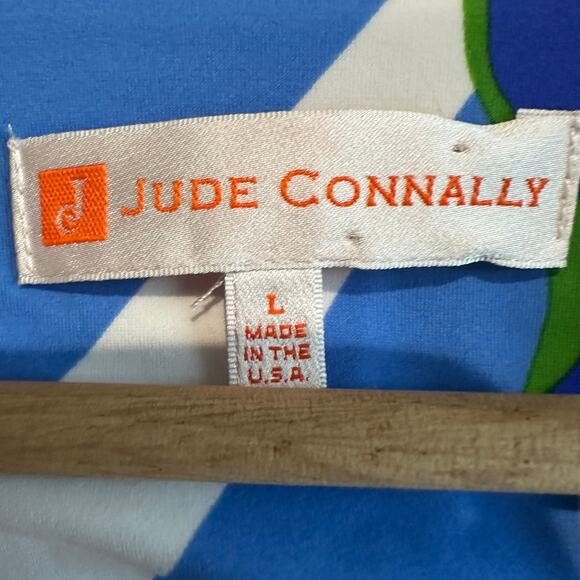 JC JUDE CONNALLY
L
MADE
IN THE
U.S.A.